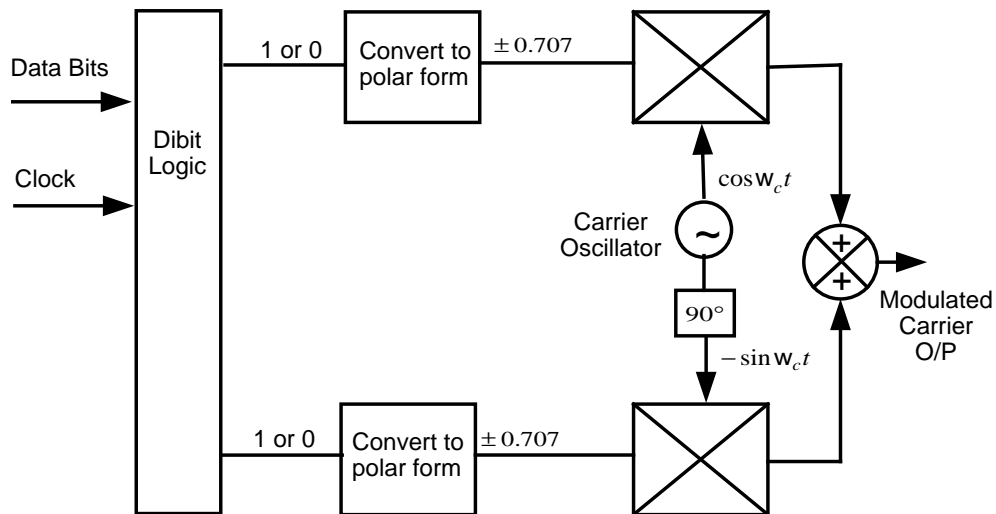 Data Bits
Clock
Dibit
Logic
1 or 0
Convert to
polar form
± 0.707
cos w_c t
Carrier
Oscillator
~
90°
− sin w_c t
+
+
Modulated
Carrier
O/P
1 or 0
Convert to
polar form
± 0.707